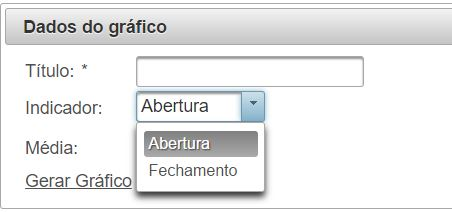 Dados do gráfico
Título: *
Indicador: Abertura
Abertura
Média:
Fechamento
Gerar Gráfico